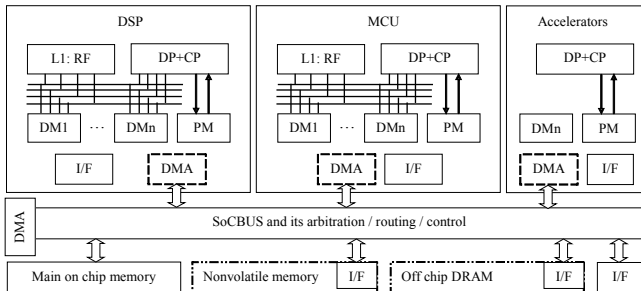 DSP MCU Accelerators
L1: RF DP+CP L1: RF DP+CP DP+CP
DM1 ... DMn PM DM1 ... DMn PM DMn PM
I/F DMA DMA I/F DMA I/F
DMA
SoCBUS and its arbitration / routing / control
Main on chip memory Nonvolatile memory I/F Off chip DRAM I/F I/F